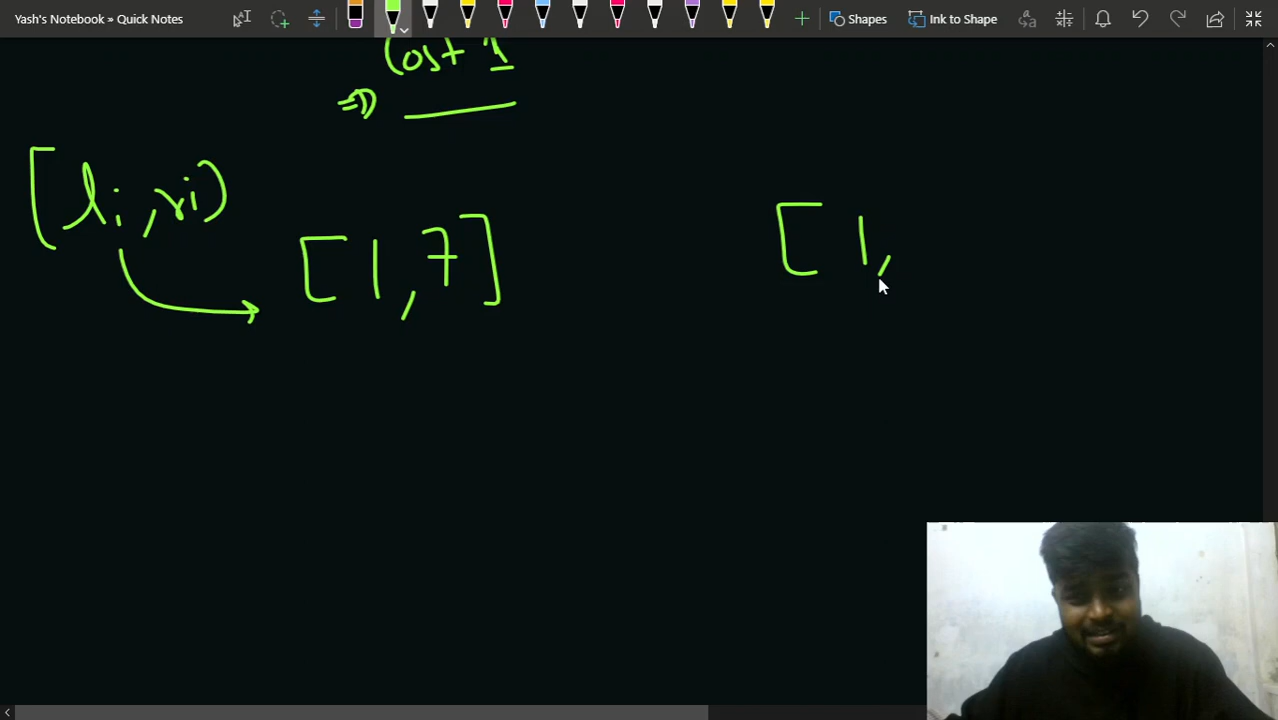 Yash's Notebook » Quick Notes
Shapes
Ink to Shape
Cost 1
⇒
[li, ri)
[1,7]
[1,